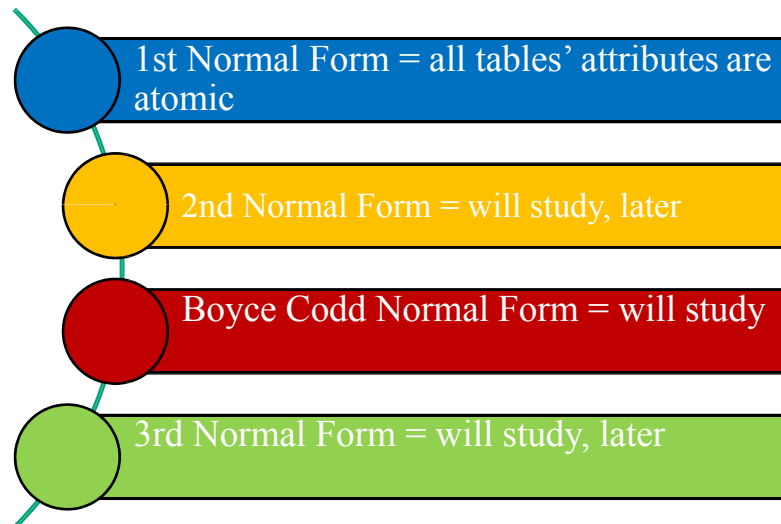 1st Normal Form = all tables’ attributes are
atomic
2nd Normal Form = will study, later
Boyce Codd Normal Form = will study
3rd Normal Form = will study, later